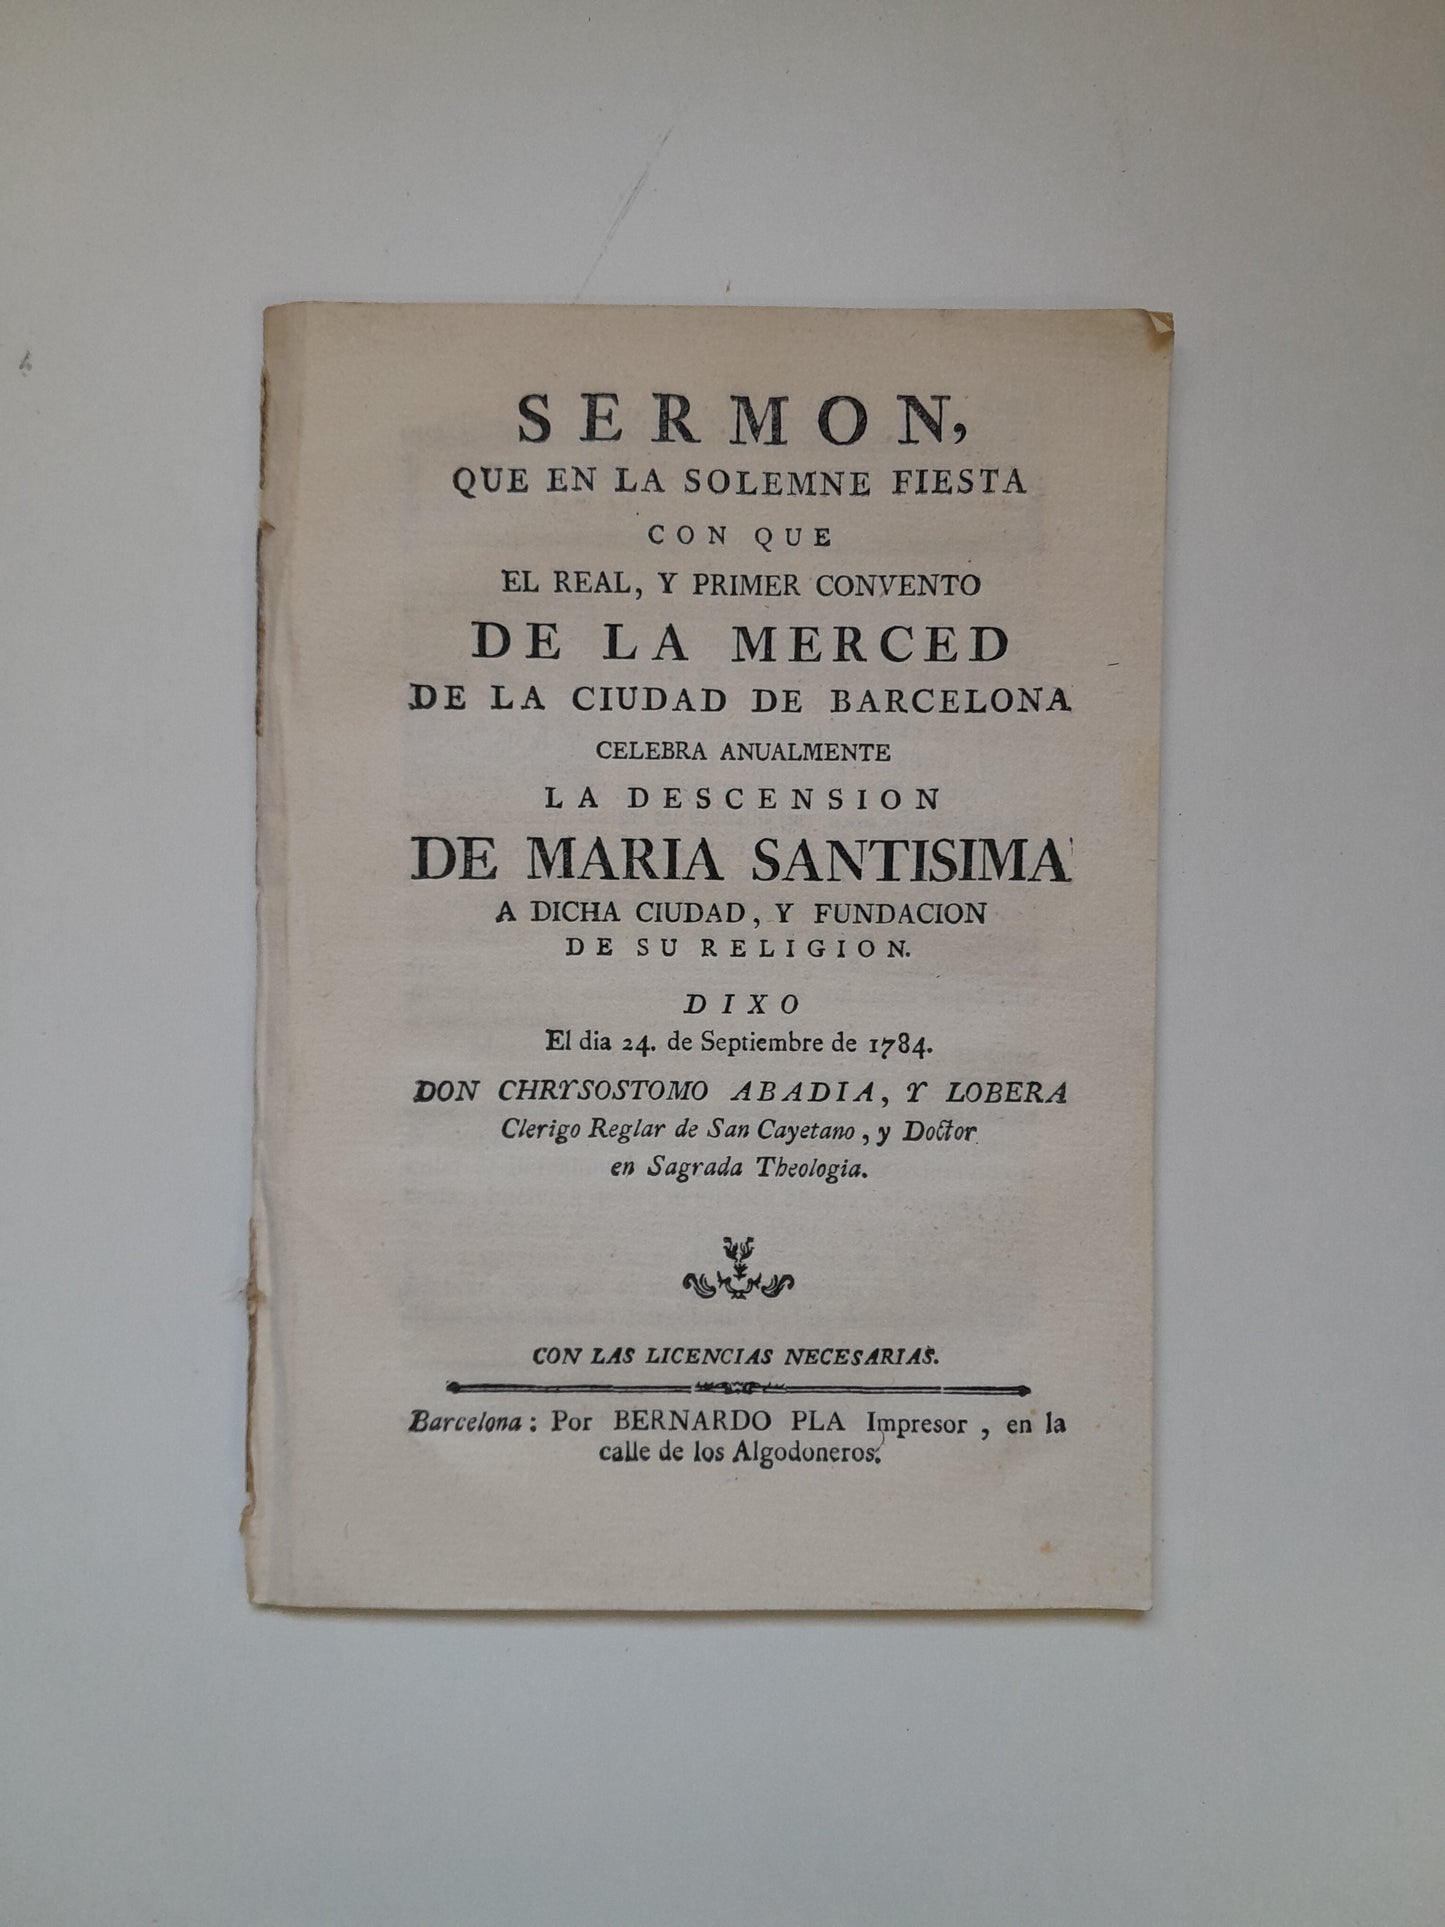 SERMON,
QUE EN LA SOLEMNE FIESTA
CON QUE
EL REAL, Y PRIMER CONVENTO
DE LA MERCED
DE LA CIUDAD DE BARCELONA
CELEBRA ANUALMENTE
LA DESCENSION
DE MARIA SANTISIMA
A DICHA CIUDAD, Y FUNDACION
DE SU RELIGION.
DIXO
El dia 24. de Septiembre de 1784.
DON CHRYSOSTOMO ABADIA, Y LOBERA
Clerigo Reglar de San Cayetano, y Doctor
en Sagrada Theologia.
CON LAS LICENCIAS NECESARIAS.
Barcelona: Por BERNARDO PLA Impresor, en la
calle de los Algodoneros.